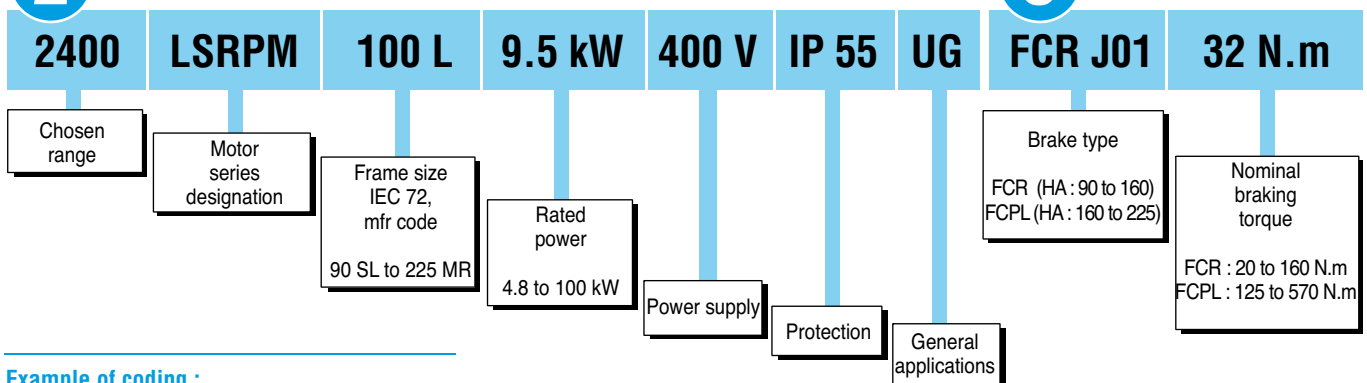 2400 LSRPM 100 L 9.5 kW 400 V IP 55 UG FCR J01 32 N.m
Chosen
range
Motor
series
designation
Frame size
IEC 72,
mfr code
90 SL to 225 MR
Rated
power
4.8 to 100 kW
Power supply
Protection
General
applications
Brake type
FCR (HA : 90 to 160)
FCPL (HA : 160 to 225)
Nominal
braking
torque
FCR : 20 to 160 N.m
FCPL : 125 to 570 N.m
Example of coding :